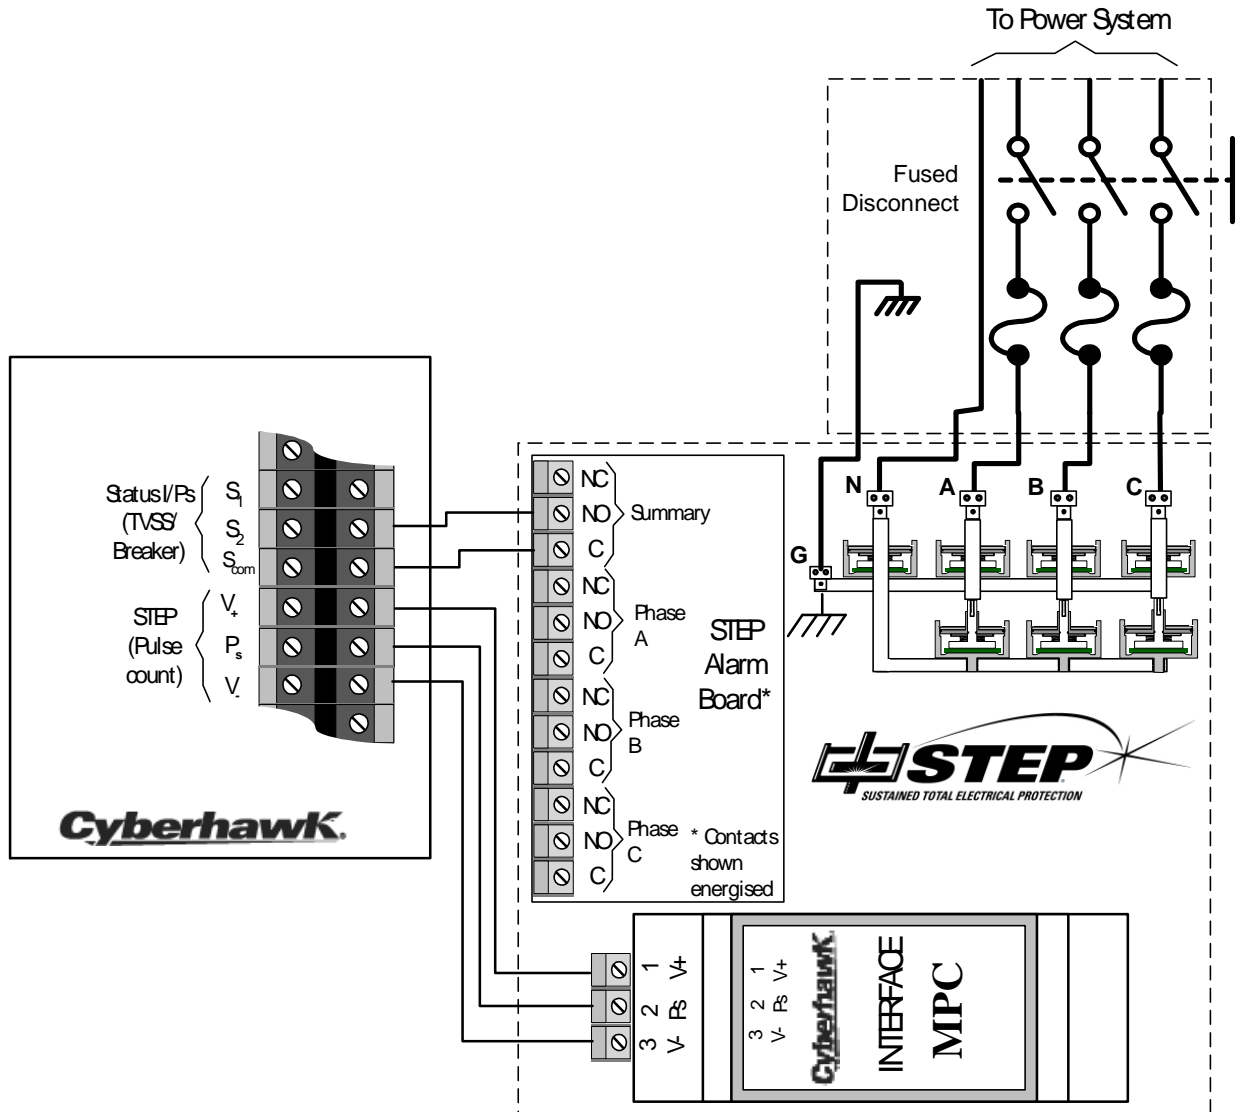 To Power System
Fused
Disconnect
N
A
B
C
G
Status I/Ps
(TVSS/
Breaker)
S1
S2
Scom
STEP
(Pulse
count)
V+
Ps
V-
Cyberhawk.
NC
NO
C
Summary
NC
NO
C
Phase
A
NC
NO
C
Phase
B
NC
NO
C
Phase
C
STEP
Alarm
Board*
* Contacts
shown
energised
STEP
SUSTAINED TOTAL ELECTRICAL PROTECTION
1 V+
2 Ps
3 V-
1 V+
2 Ps
3 V-
Cyberhawk.
INTERFACE
MPC